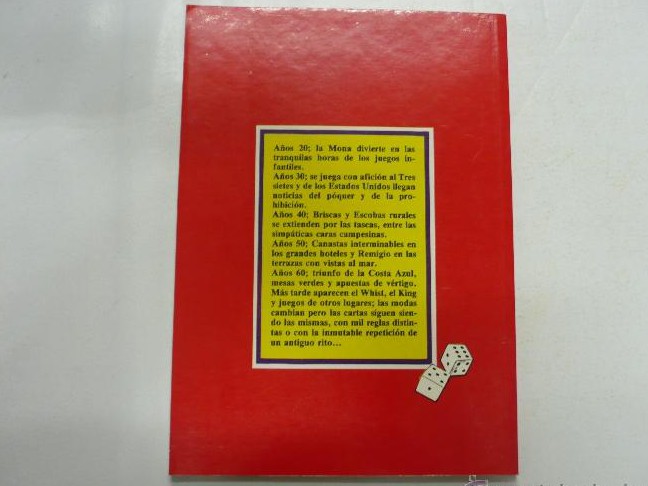 Años 20; la Mona divierte en las
tranquilas horas de los juegos in-
fantiles.
Años 30; se juega con afición al Tres
sietes y de los Estados Unidos llegan
noticias del póquer y de la pro-
hibición.
Años 40; Briscas y Escobas rurales
se extienden por las tascas, entre las
simpáticas caras campesinas.
Años 50; Canastas interminables en
los grandes hoteles y Remigio en las
terrazas con vistas al mar.
Años 60; triunfo de la Costa Azul,
mesas verdes y apuestas de vértigo.
Más tarde aparecen el Whist, el King
y juegos de otros lugares; las modas
cambian pero las cartas siguen sien-
do las mismas, con mil reglas distin-
tas o con la inmutable repetición de
un antiguo rito...